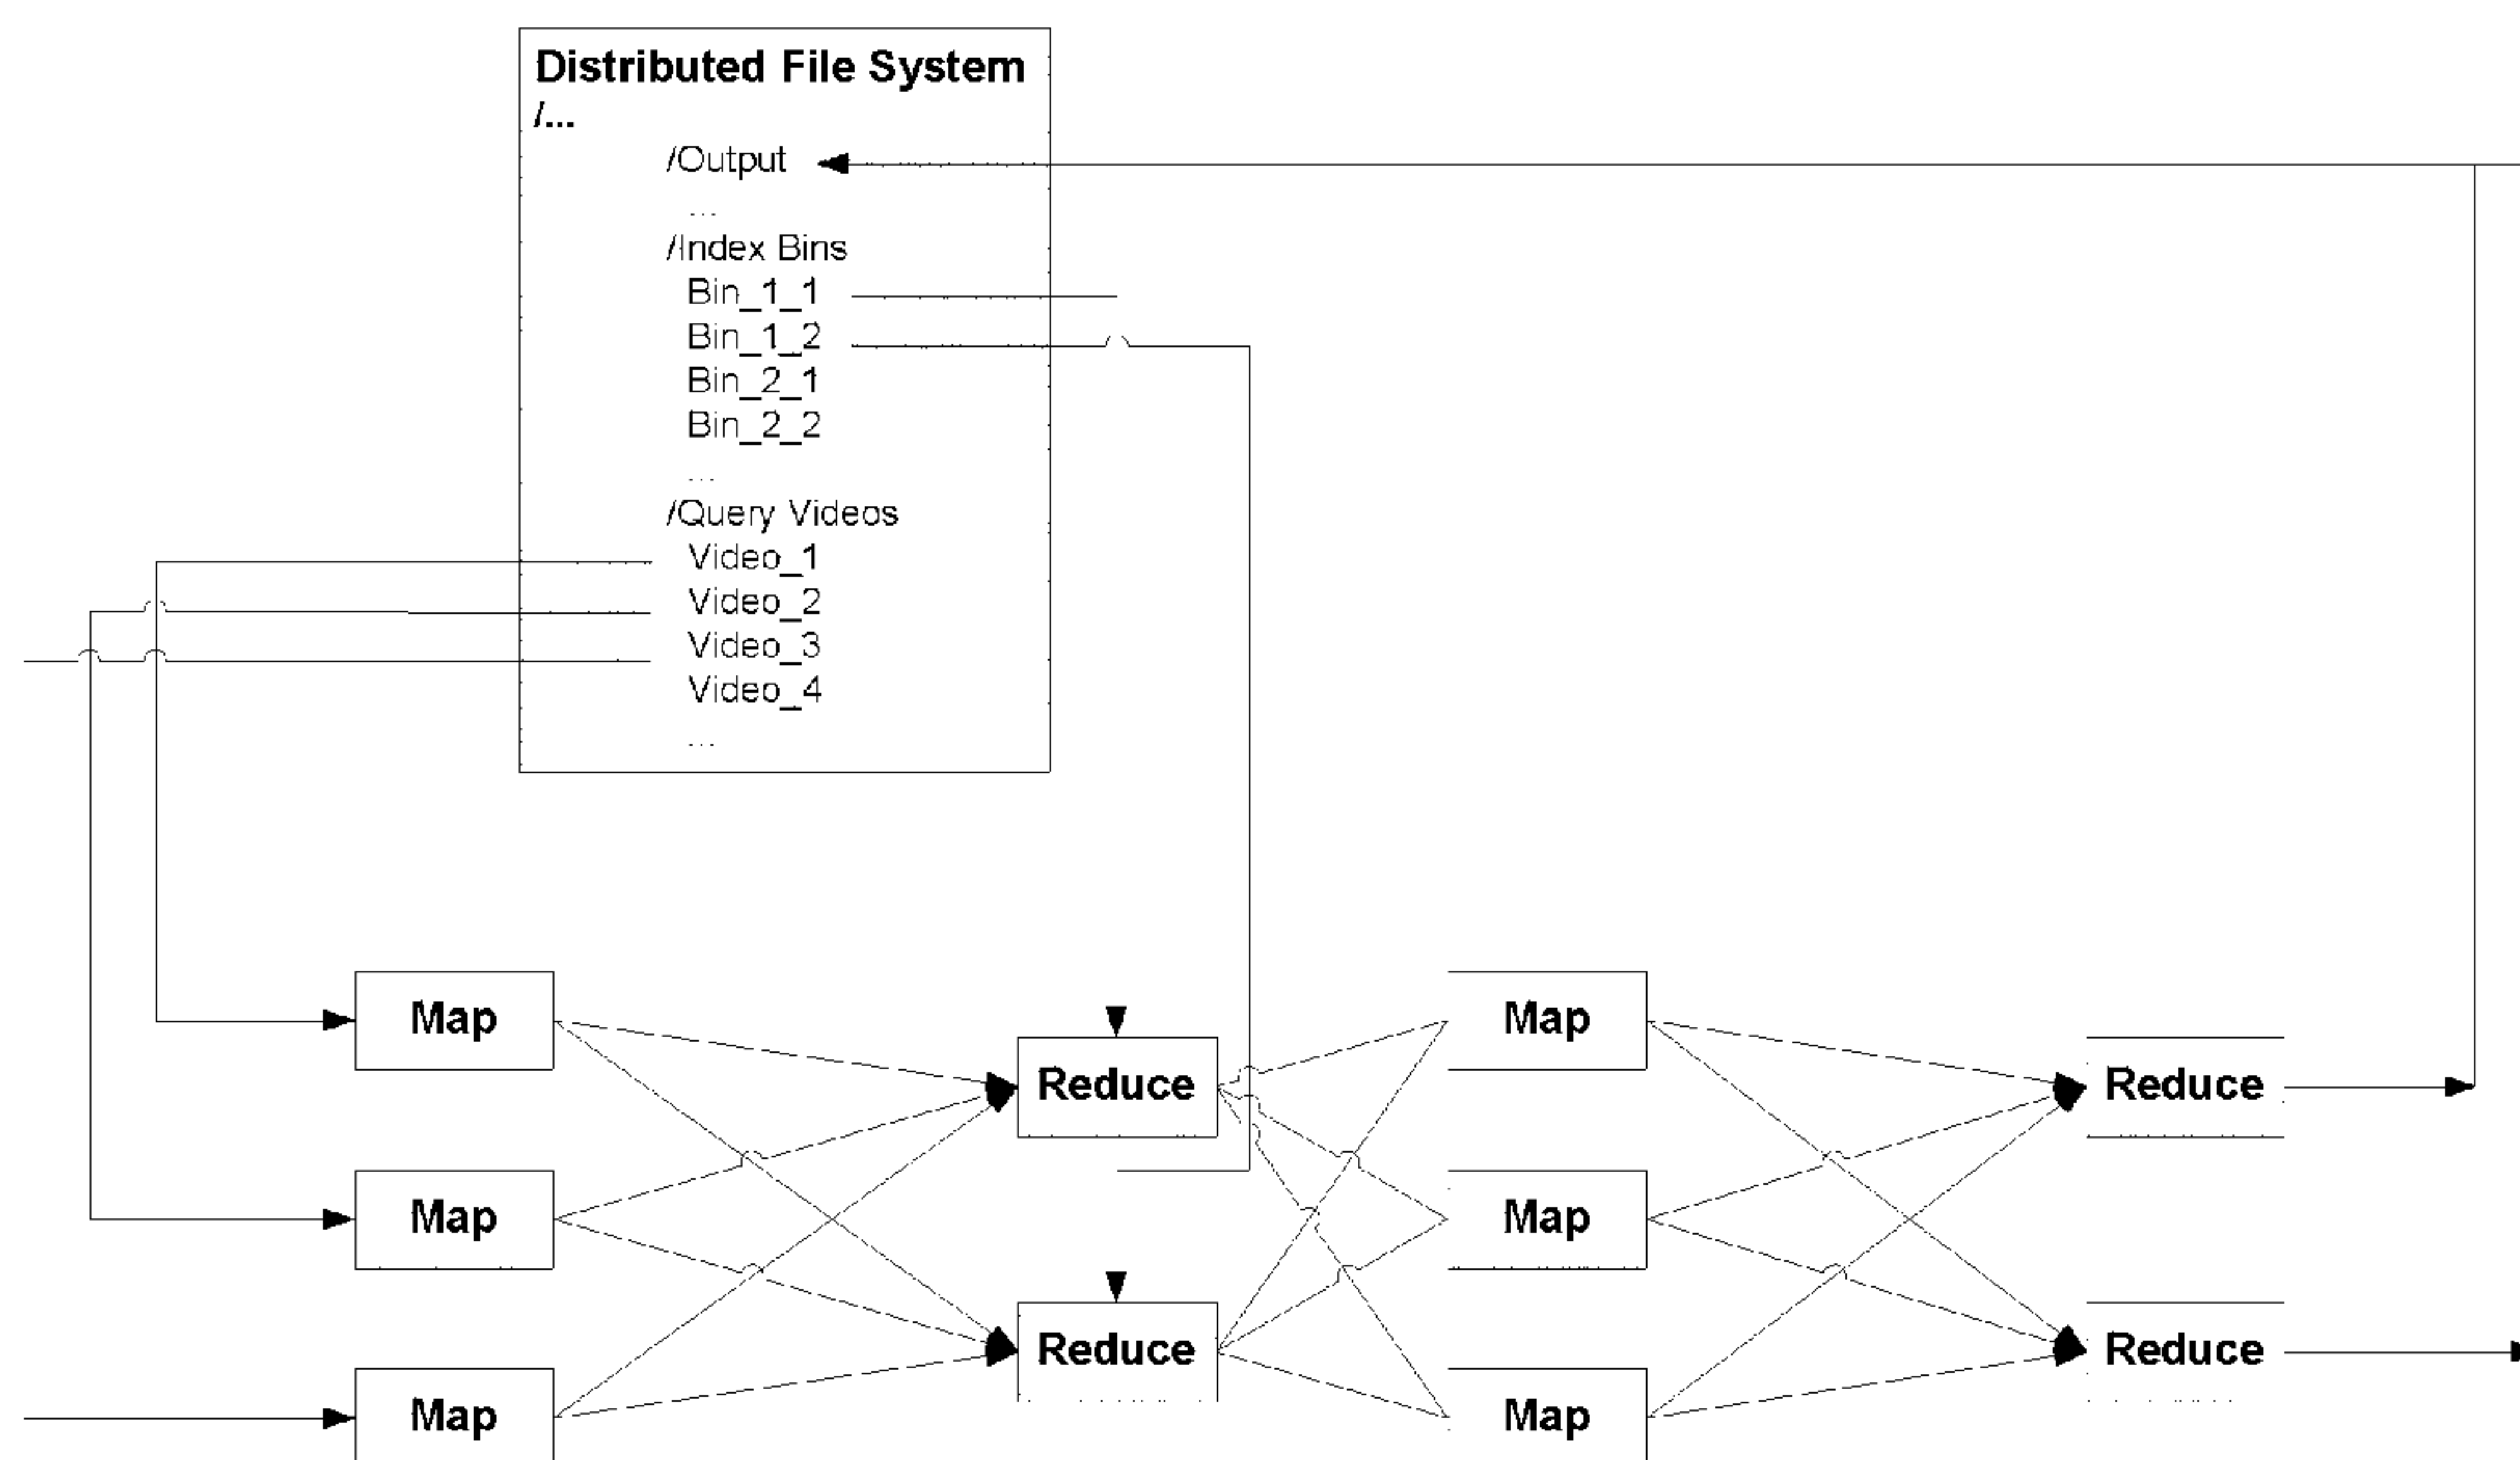 Distributed File System
/...
/Output
...
/Index Bins
Bin_1_1
Bin_1_2
Bin_2_1
Bin_2_2
...
/Query Videos
Video_1
Video_2
Video_3
Video_4
...
Map
Map
Reduce
Reduce
Map
Map
Reduce
Reduce
Map
Map